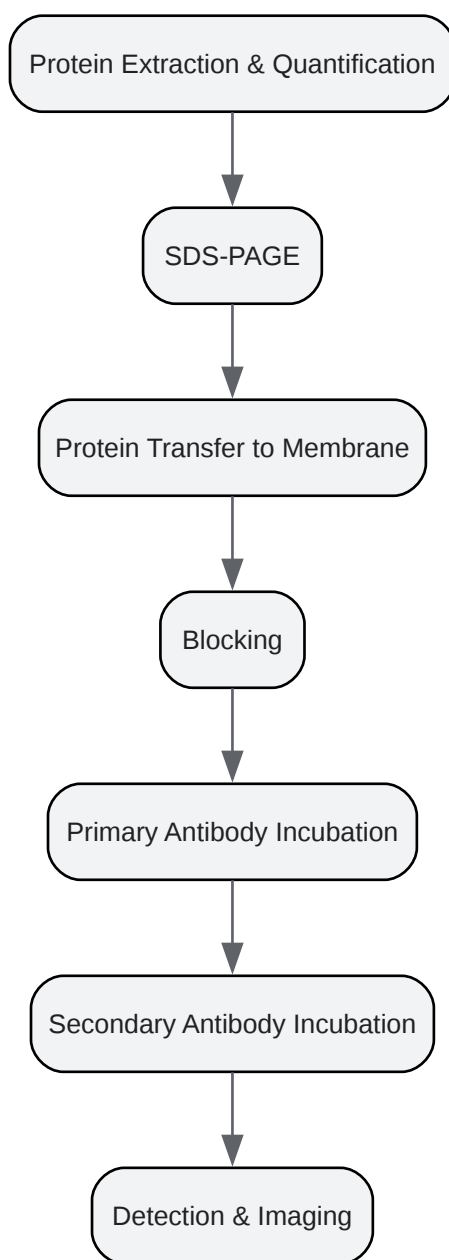 Protein Extraction & Quantification
SDS-PAGE
Protein Transfer to Membrane
Blocking
Primary Antibody Incubation
Secondary Antibody Incubation
Detection & Imaging